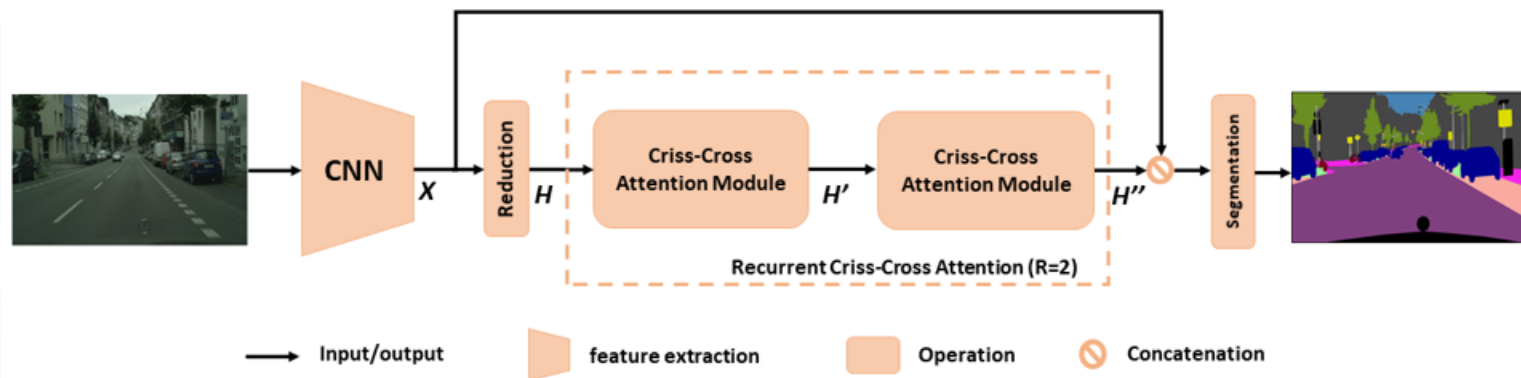 CNN
X
Reduction
H
Criss-Cross
Attention Module
H'
Criss-Cross
Attention Module
H''
Segmentation
Recurrent Criss-Cross Attention (R=2)
Input/output
feature extraction
Operation
Concatenation